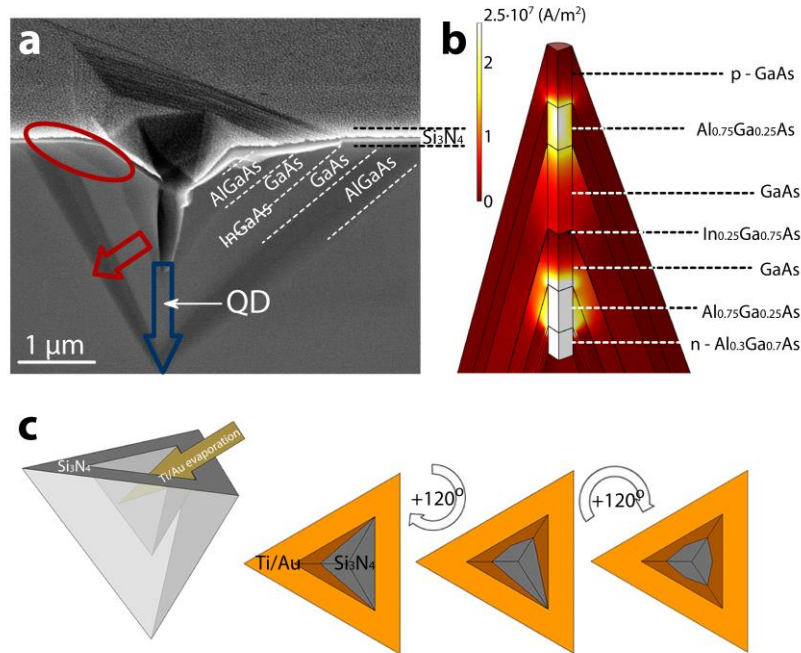 a
Si₃N₄
AlGaAs
GaAs
InGaAs
GaAs
AlGaAs
QD
1 μm
2.5·10⁷ (A/m²)
b
2
1
0
p - GaAs
Al0.75Ga0.25As
GaAs
In0.25Ga0.75As
GaAs
Al0.75Ga0.25As
n - Al0.3Ga0.7As
c
Si₃N₄
Ti/Au evaporation
Ti/Au
Si₃N₄
+120°
+120°